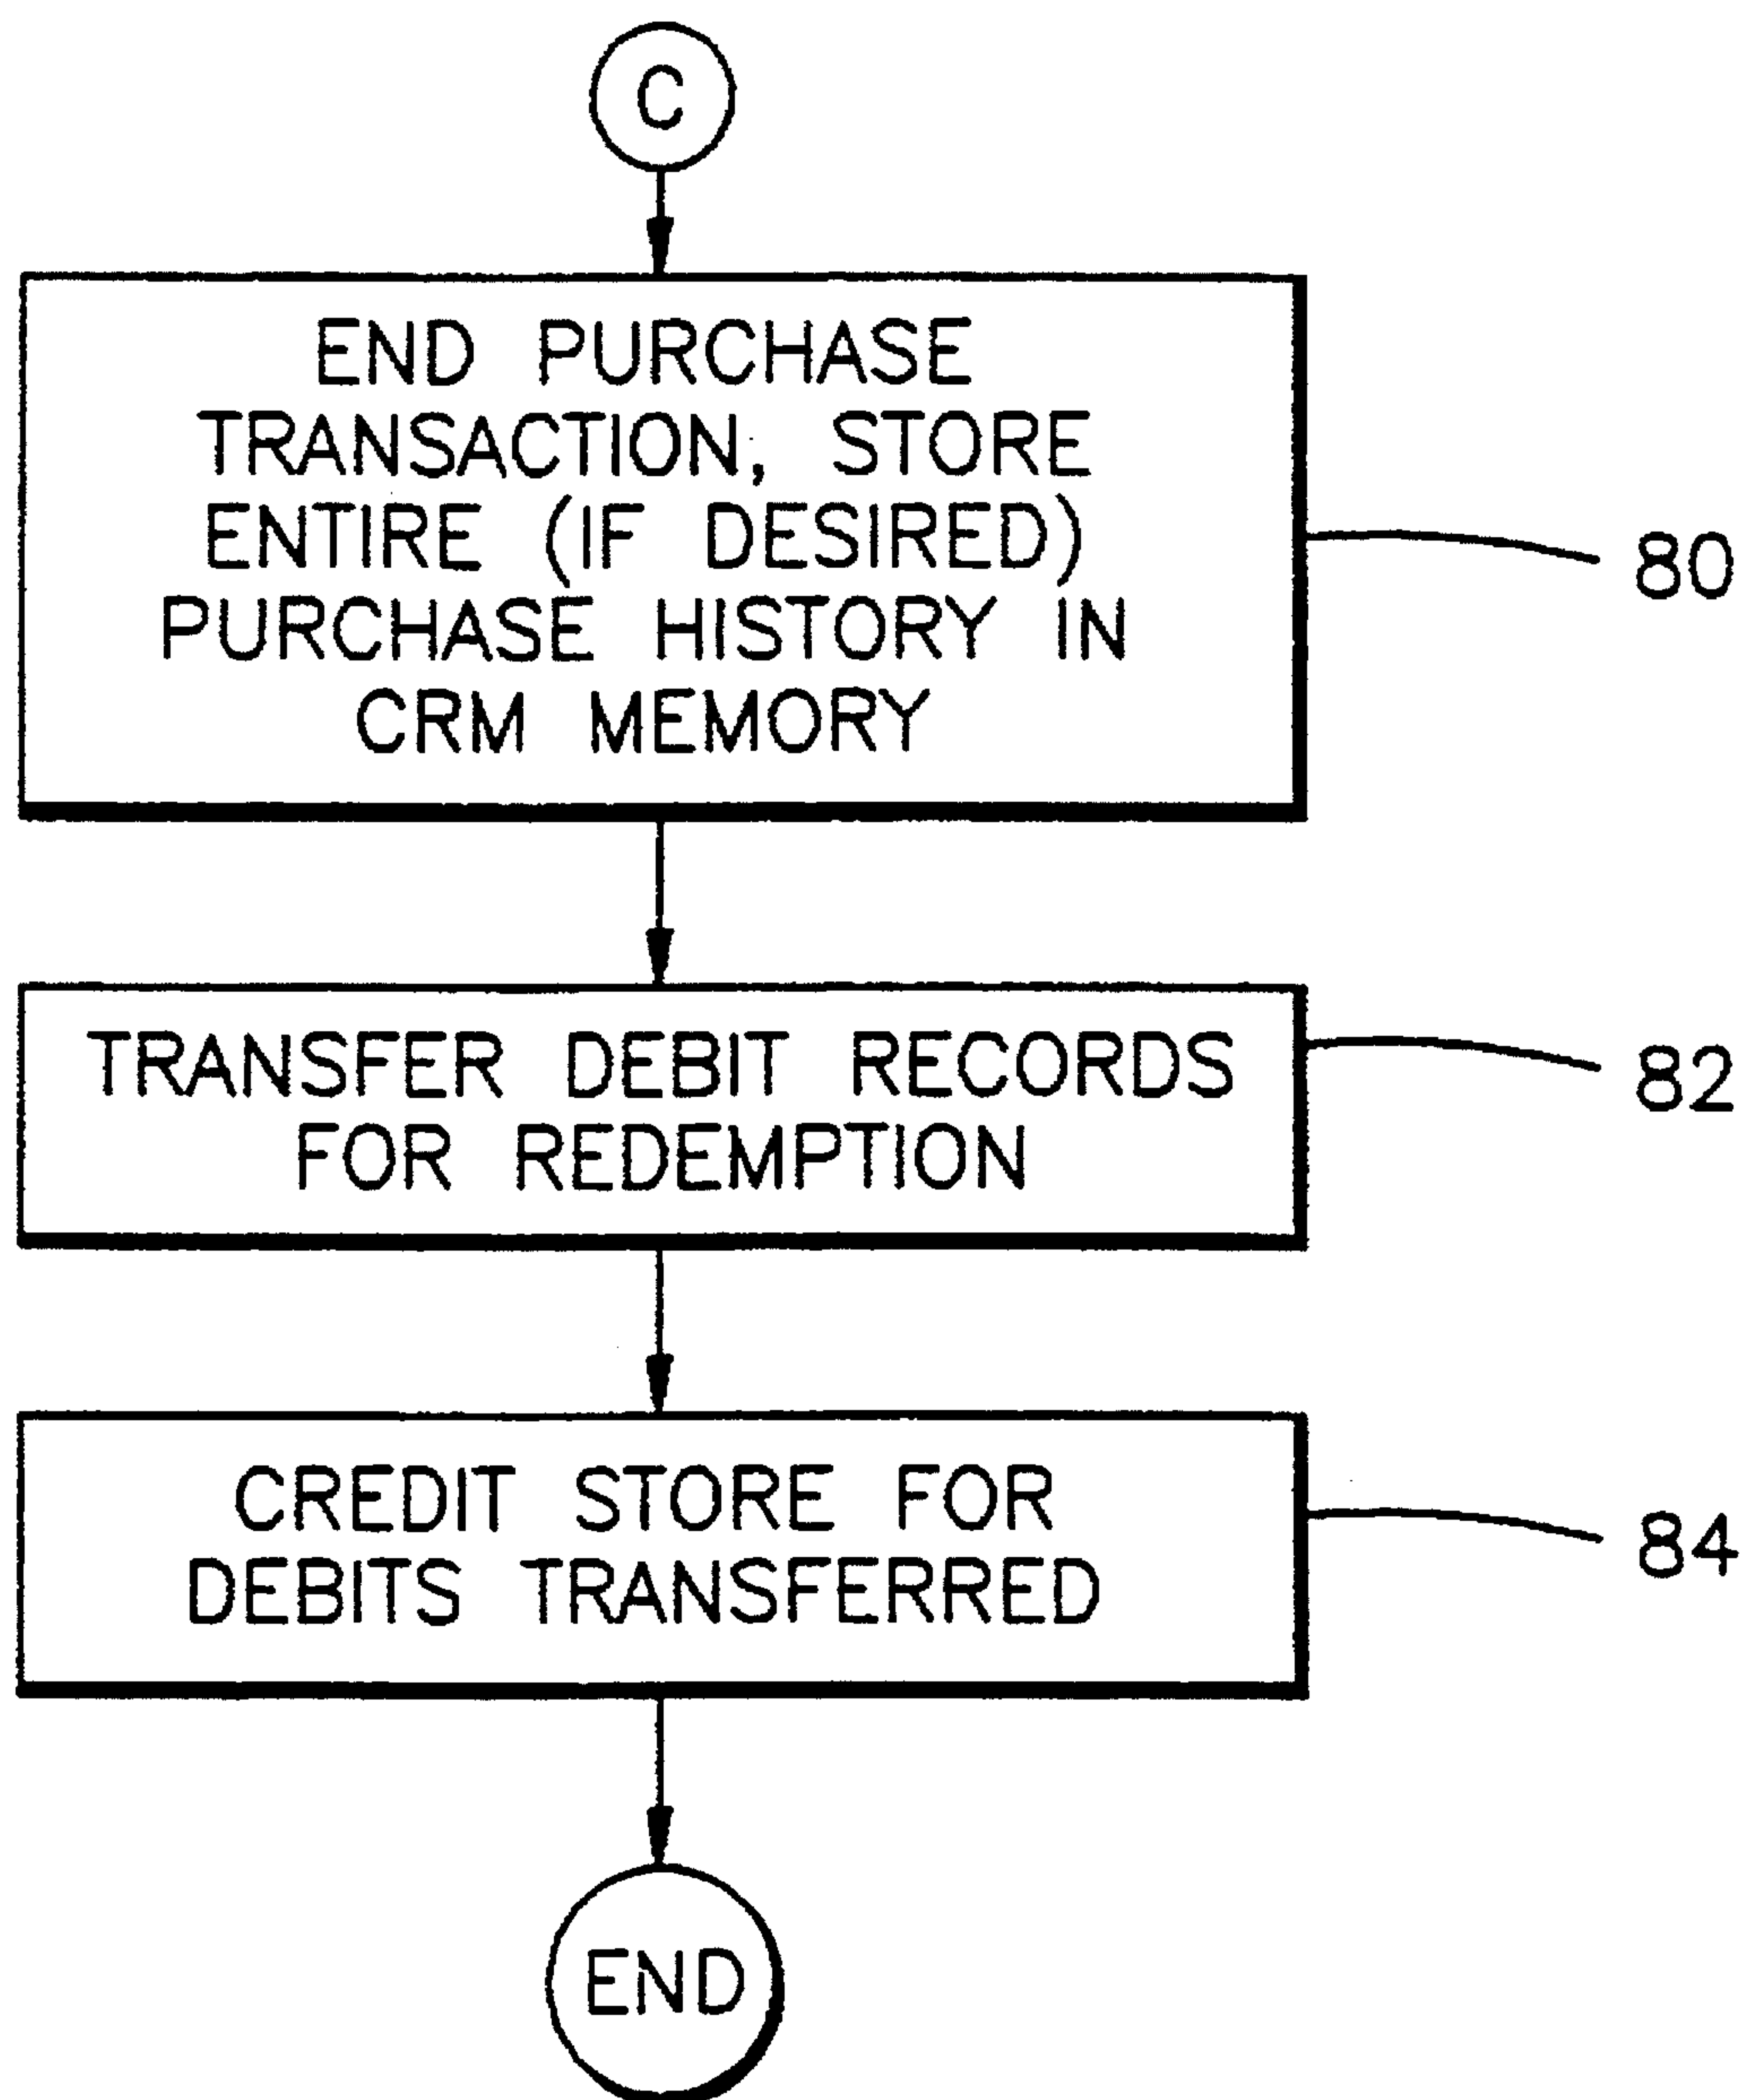 C
END PURCHASE
TRANSACTION, STORE
ENTIRE (IF DESIRED)
PURCHASE HISTORY IN
CRM MEMORY
80
TRANSFER DEBIT RECORDS
FOR REDEMPTION
82
CREDIT STORE FOR
DEBITS TRANSFERRED
84
END